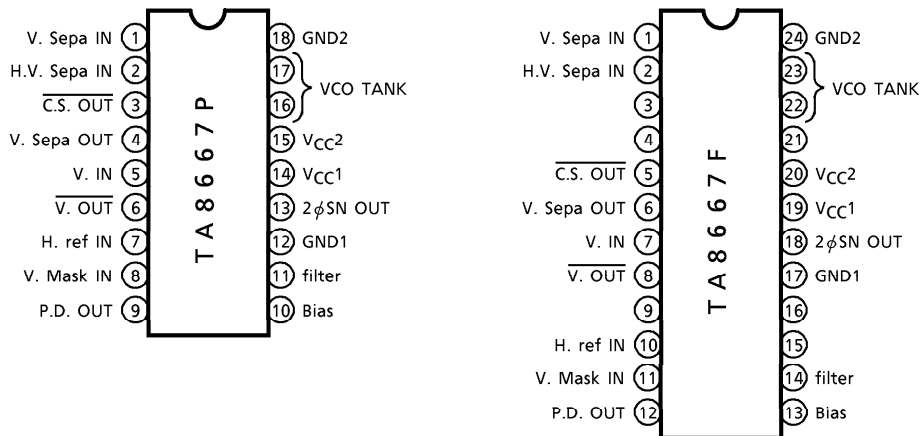 V. Sepa IN 1
H.V. Sepa IN 2
C.S. OUT 3
V. Sepa OUT 4
V. IN 5
V. OUT 6
H. ref IN 7
V. Mask IN 8
P.D. OUT 9
TA8667P
18 GND2
17
VCO TANK
16
15 VCC2
14 VCC1
13 2ϕSN OUT
12 GND1
11 filter
10 Bias
V. Sepa IN 1
H.V. Sepa IN 2
3
4
C.S. OUT 5
V. Sepa OUT 6
V. IN 7
V. OUT 8
9
H. ref IN 10
V. Mask IN 11
P.D. OUT 12
TA8667F
24 GND2
23
VCO TANK
22
21
20 VCC2
19 VCC1
18 2ϕSN OUT
17 GND1
16
15
14 filter
13 Bias